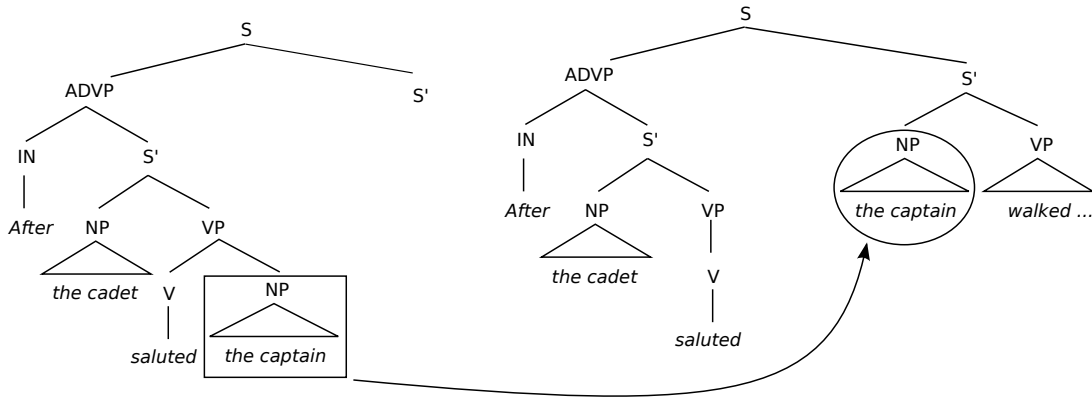 S
ADVP S'
IN S'
After NP VP
the cadet V NP
saluted the captain
S
ADVP S'
IN S' NP VP
After NP VP the captain walked ...
the cadet V
saluted